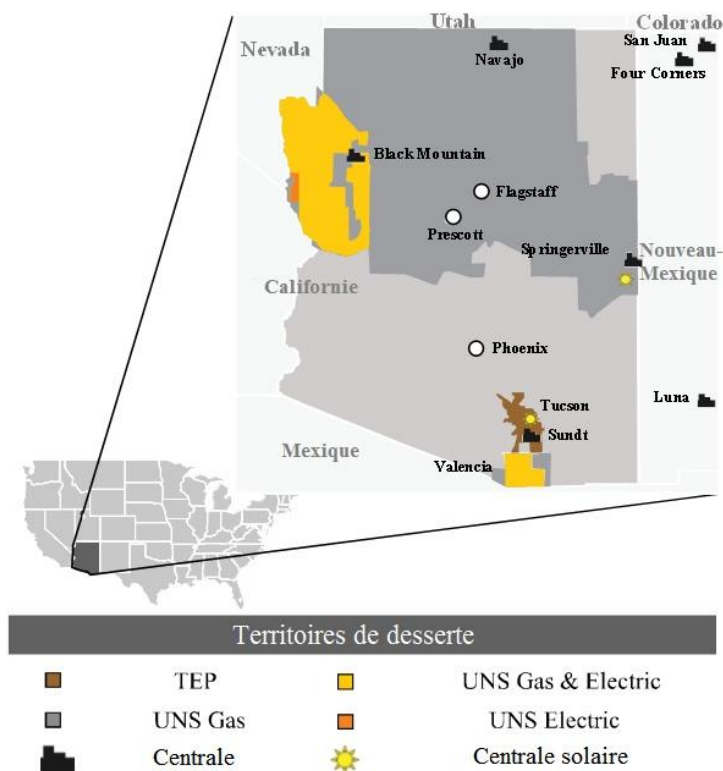 Utah
Colorado
San Juan
Nevada
Navajo
Four Corners
Black Mountain
Flagstaff
Prescott
Springerville
Nouveau-
Mexique
Californie
Phoenix
Luna
Tucson
Sundt
Mexique
Valencia
Territoires de desserte
TEP
UNS Gas & Electric
UNS Gas
UNS Electric
Centrale
Centrale solaire